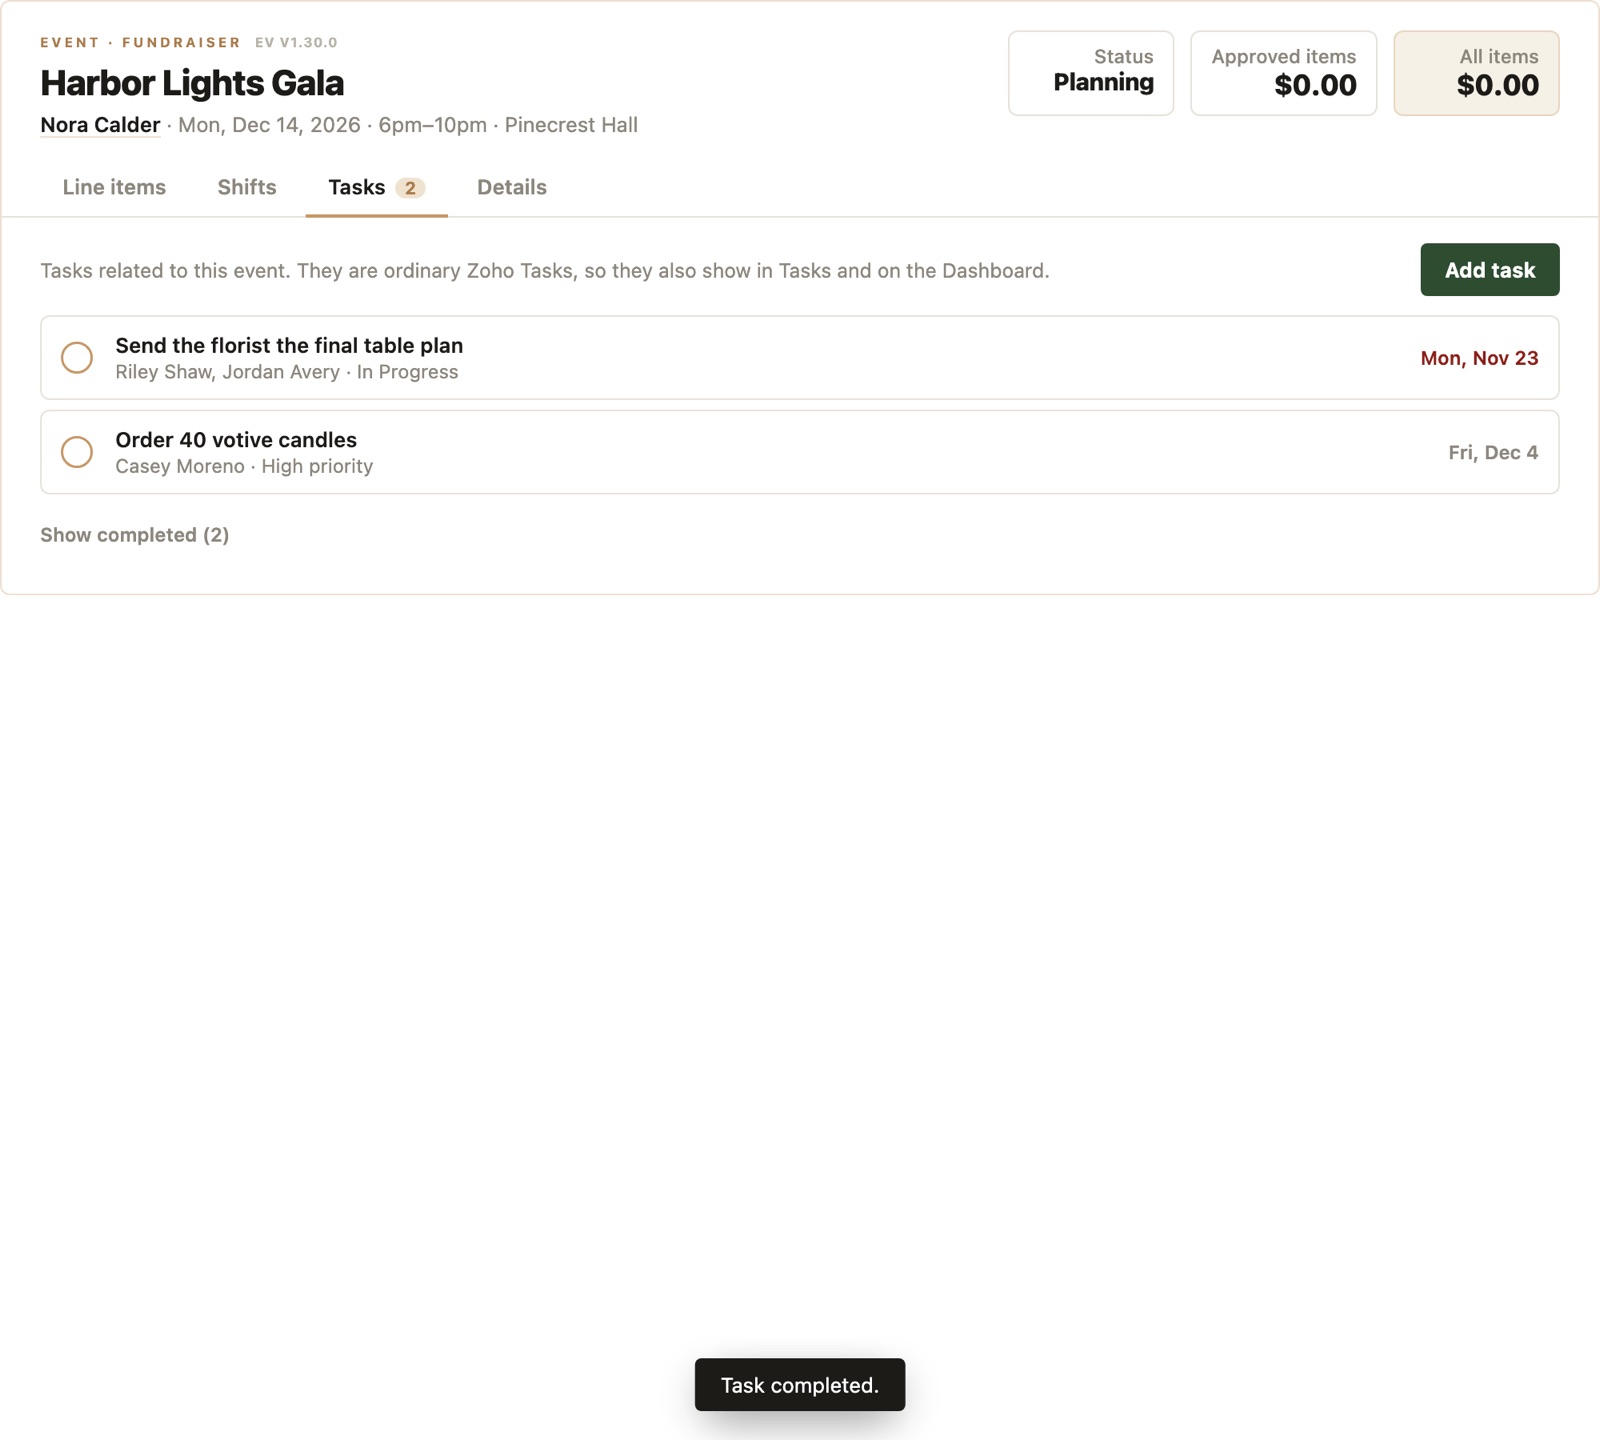 EVENT · FUNDRAISER EV V1.30.0
Harbor Lights Gala
Nora Calder · Mon, Dec 14, 2026 · 6pm–10pm · Pinecrest Hall
Status
Planning
Approved items
$0.00
All items
$0.00
Line items Shifts Tasks 2 Details
Tasks related to this event. They are ordinary Zoho Tasks, so they also show in Tasks and on the Dashboard.
Add task
Send the florist the final table plan
Riley Shaw, Jordan Avery · In Progress
Mon, Nov 23
Order 40 votive candles
Casey Moreno · High priority
Fri, Dec 4
Show completed (2)
Task completed.